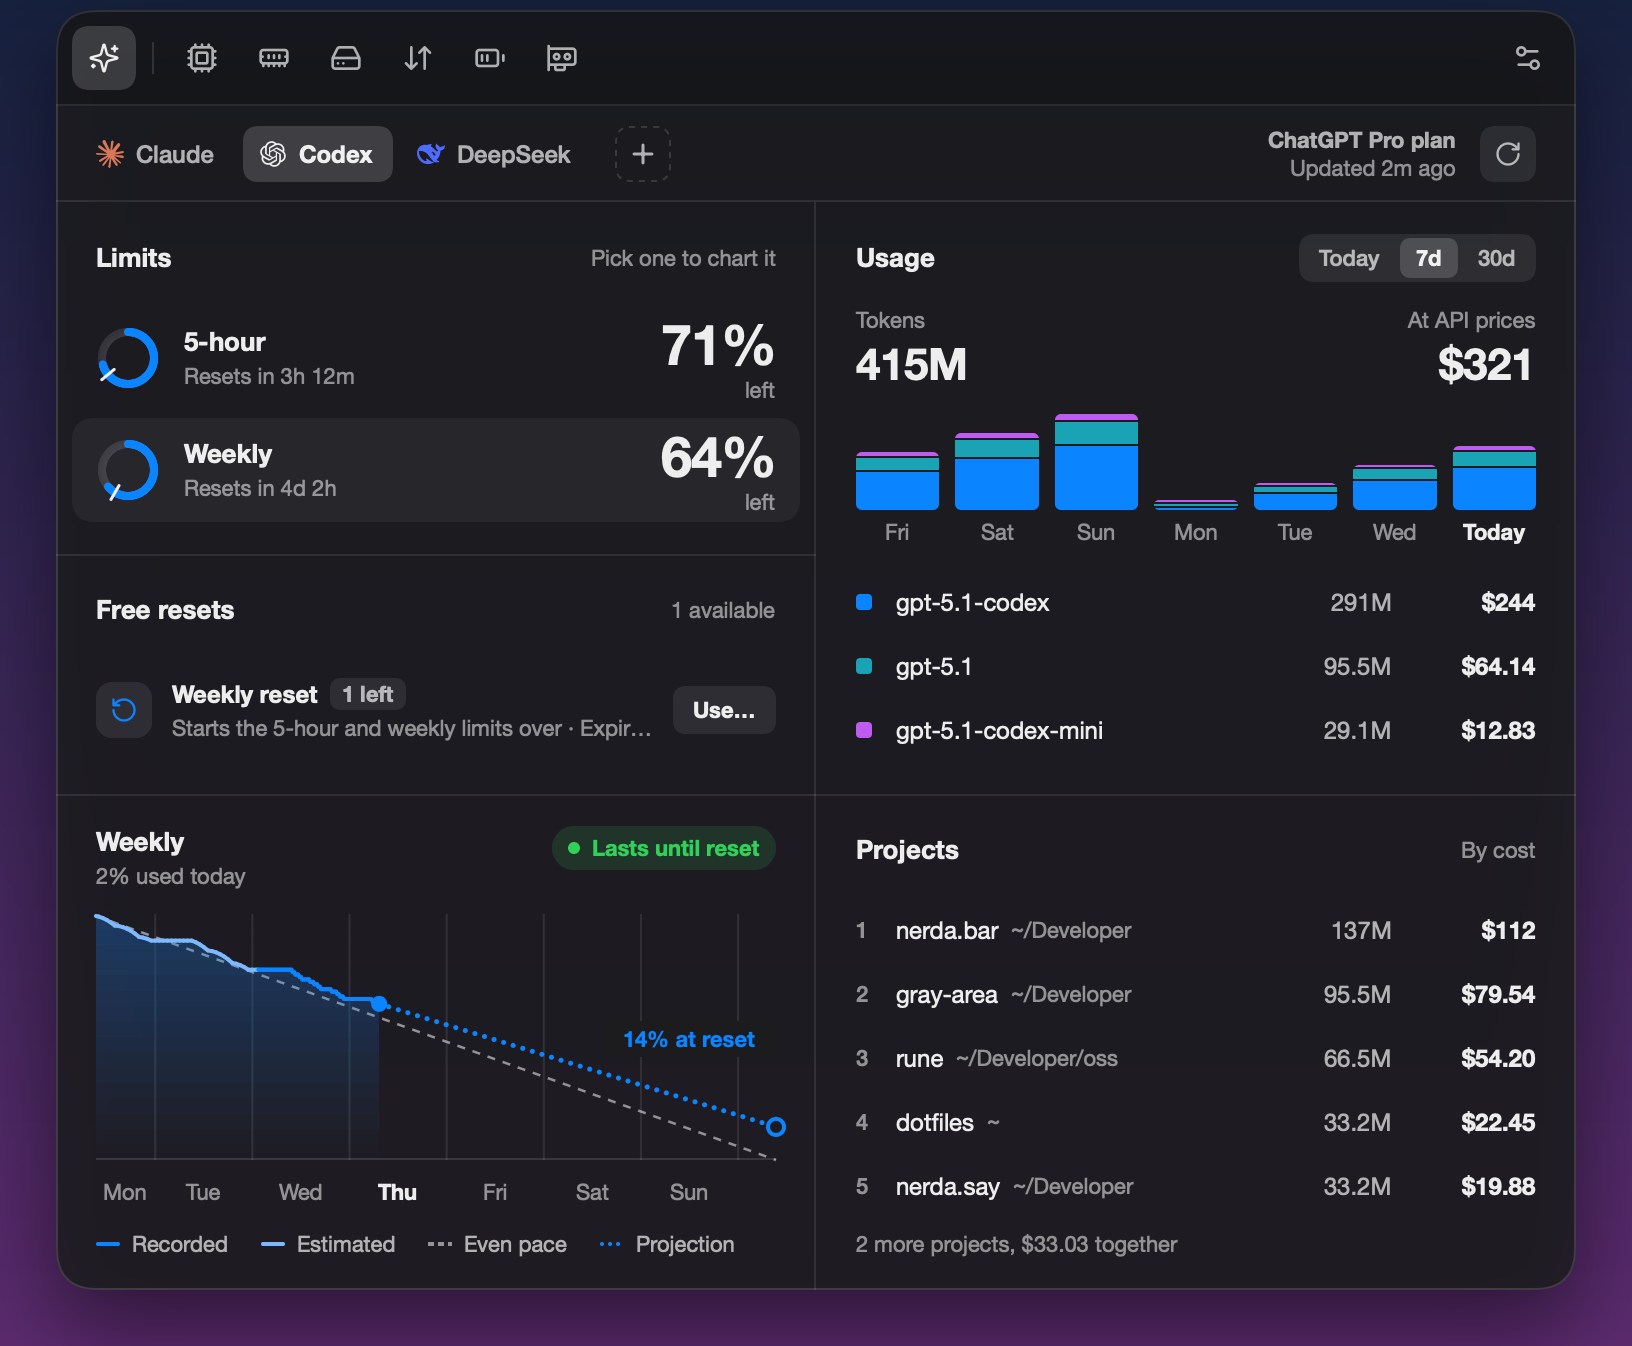 Claude
Codex
DeepSeek
+
ChatGPT Pro plan
Updated 2m ago
Limits
Pick one to chart it
5-hour
Resets in 3h 12m
71%
left
Weekly
Resets in 4d 2h
64%
left
Free resets
1 available
Weekly reset
1 left
Starts the 5-hour and weekly limits over · Expir…
Use…
Weekly
2% used today
Lasts until reset
14% at reset
Mon Tue Wed Thu Fri Sat Sun
Recorded Estimated Even pace Projection
Usage
Today 7d 30d
Tokens
415M
At API prices
$321
Fri Sat Sun Mon Tue Wed Today
gpt-5.1-codex 291M $244
gpt-5.1 95.5M $64.14
gpt-5.1-codex-mini 29.1M $12.83
Projects
By cost
1 nerda.bar ~/Developer 137M $112
2 gray-area ~/Developer 95.5M $79.54
3 rune ~/Developer/oss 66.5M $54.20
4 dotfiles ~ 33.2M $22.45
5 nerda.say ~/Developer 33.2M $19.88
2 more projects, $33.03 together